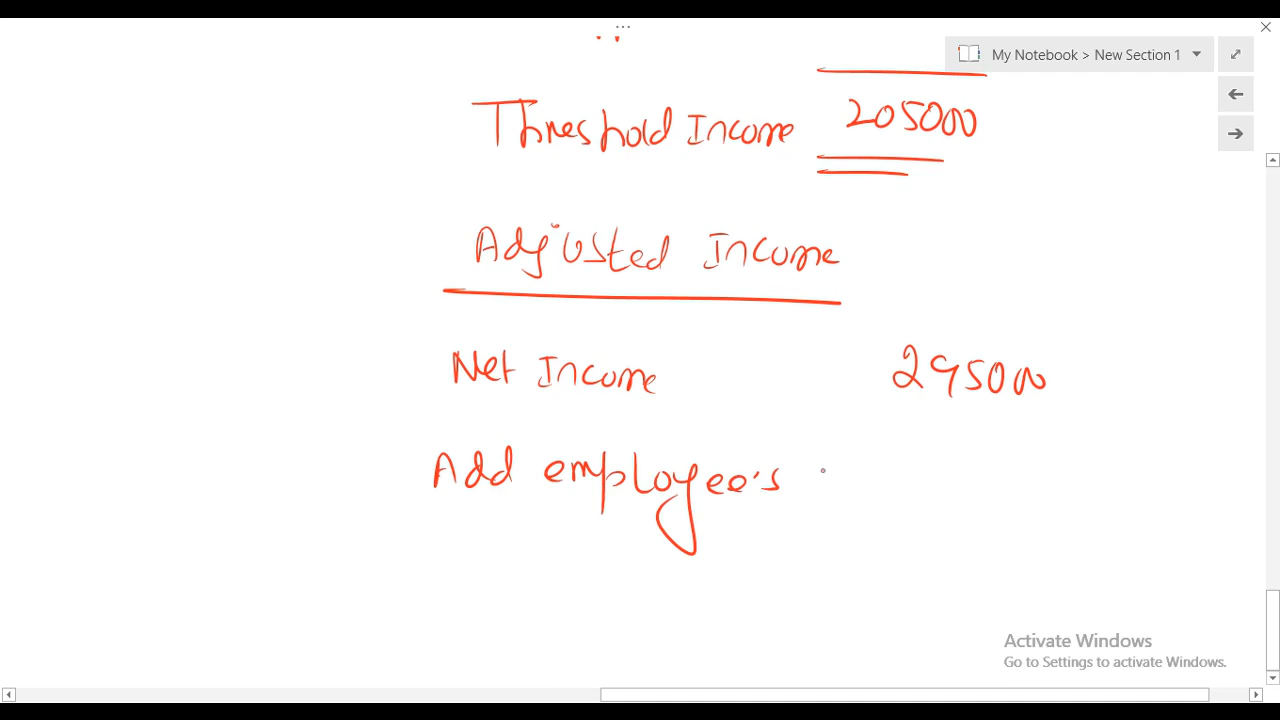 My Notebook > New Section 1
Threshold Income 205000
Adjusted Income
Net Income 295000
Add employee's
Activate Windows
Go to Settings to activate Windows.